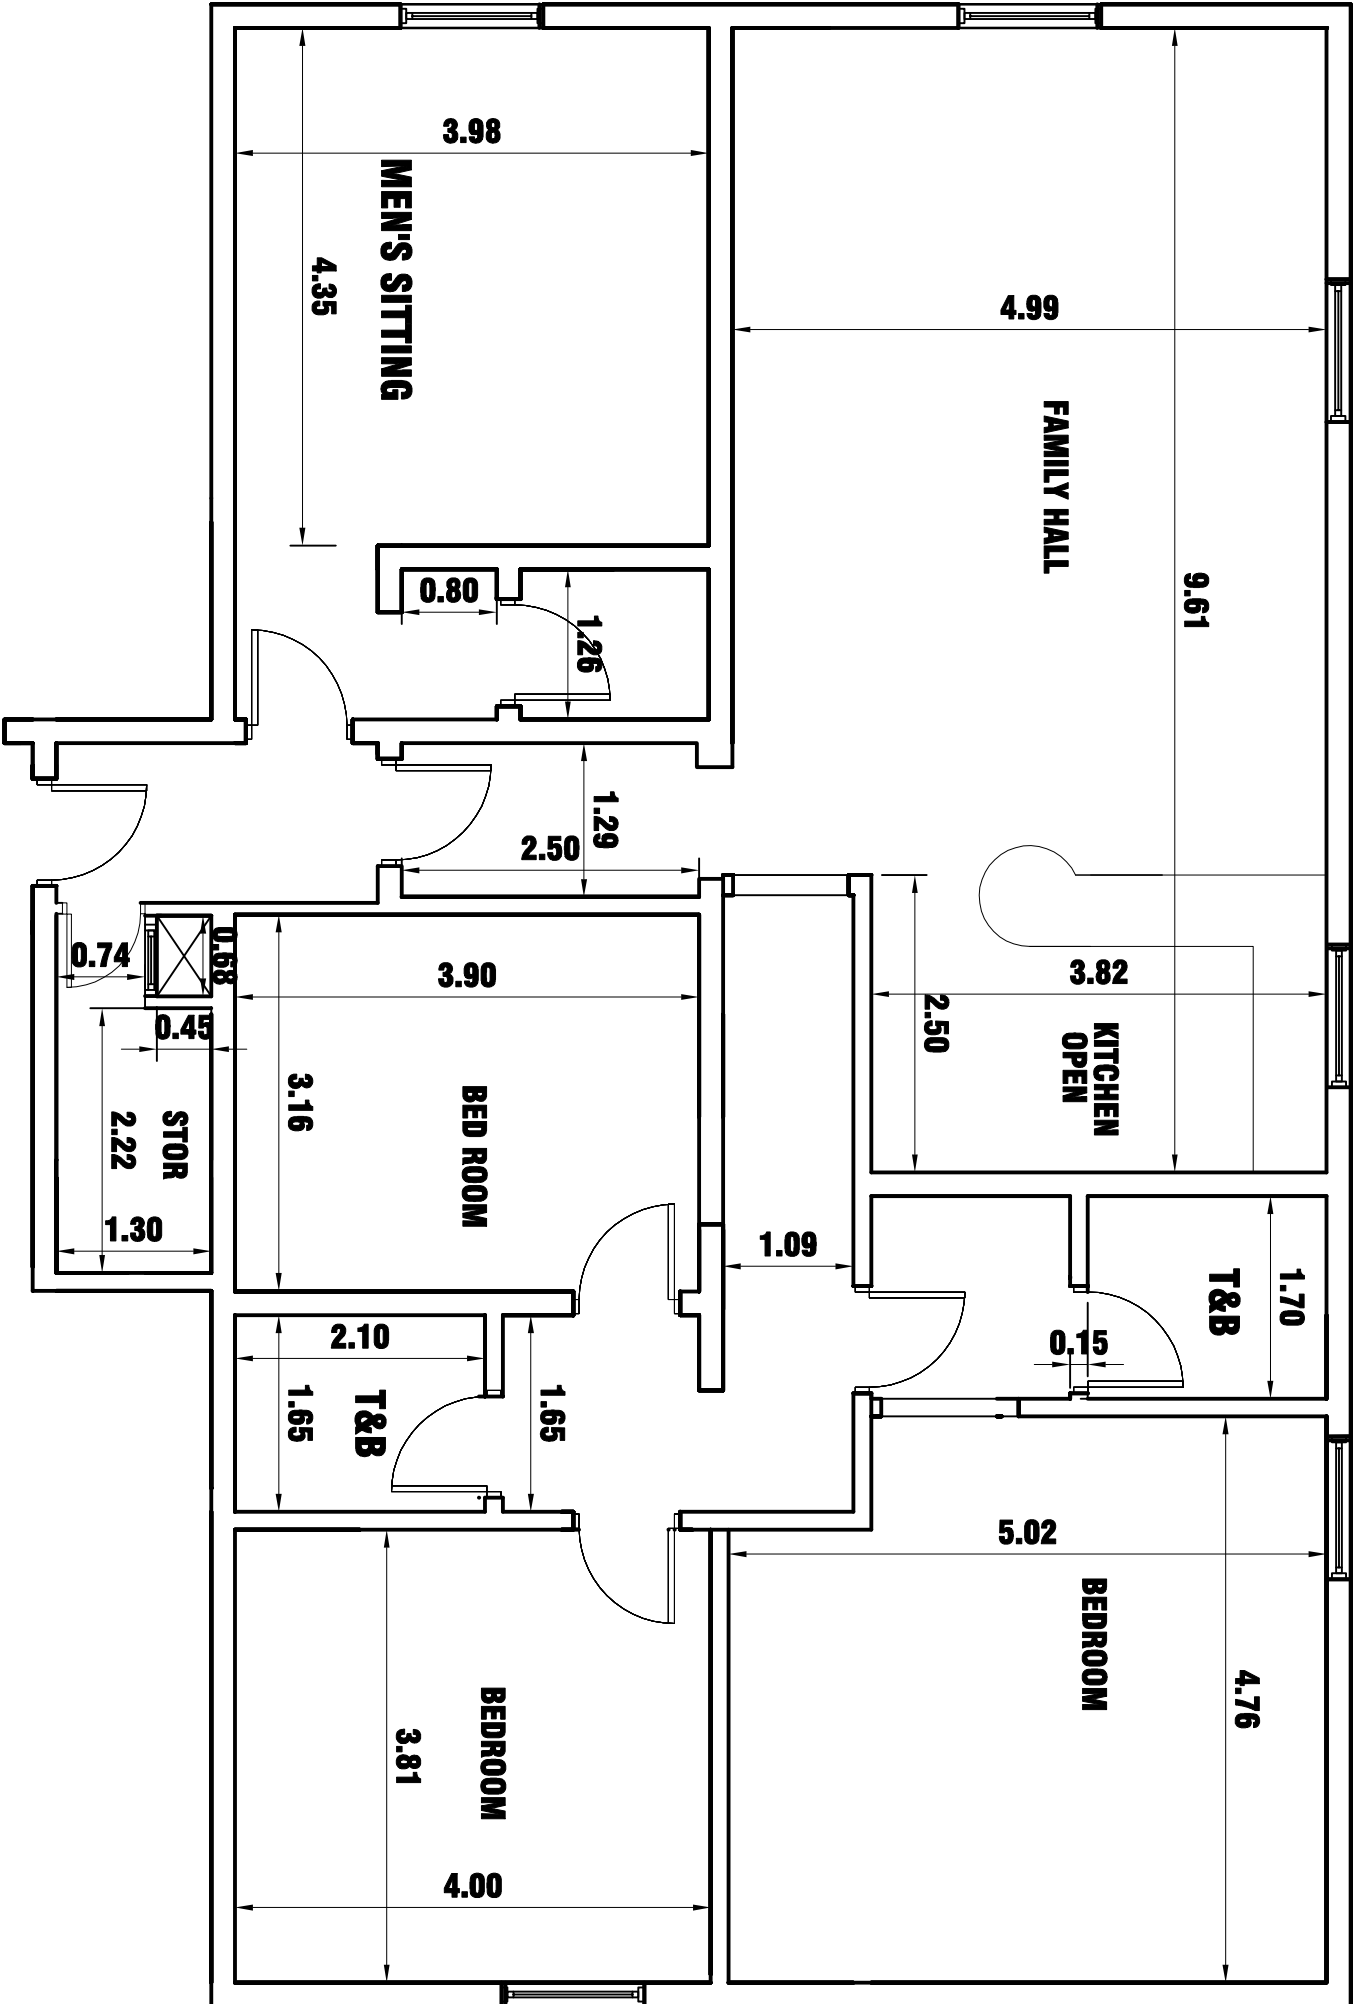 3.98
MEN'S SITTING
4.35
4.99
FAMILY HALL
9.61
0.80
1.26
1.29
2.50
0.74
0.68
0.45
STOR
2.22
1.30
3.90
3.16
BED ROOM
3.82
2.50
KITCHEN
OPEN
1.09
1.70
T&B
0.15
2.10
1.65
T&B
1.65
5.02
BEDROOM
4.76
BEDROOM
3.81
4.00